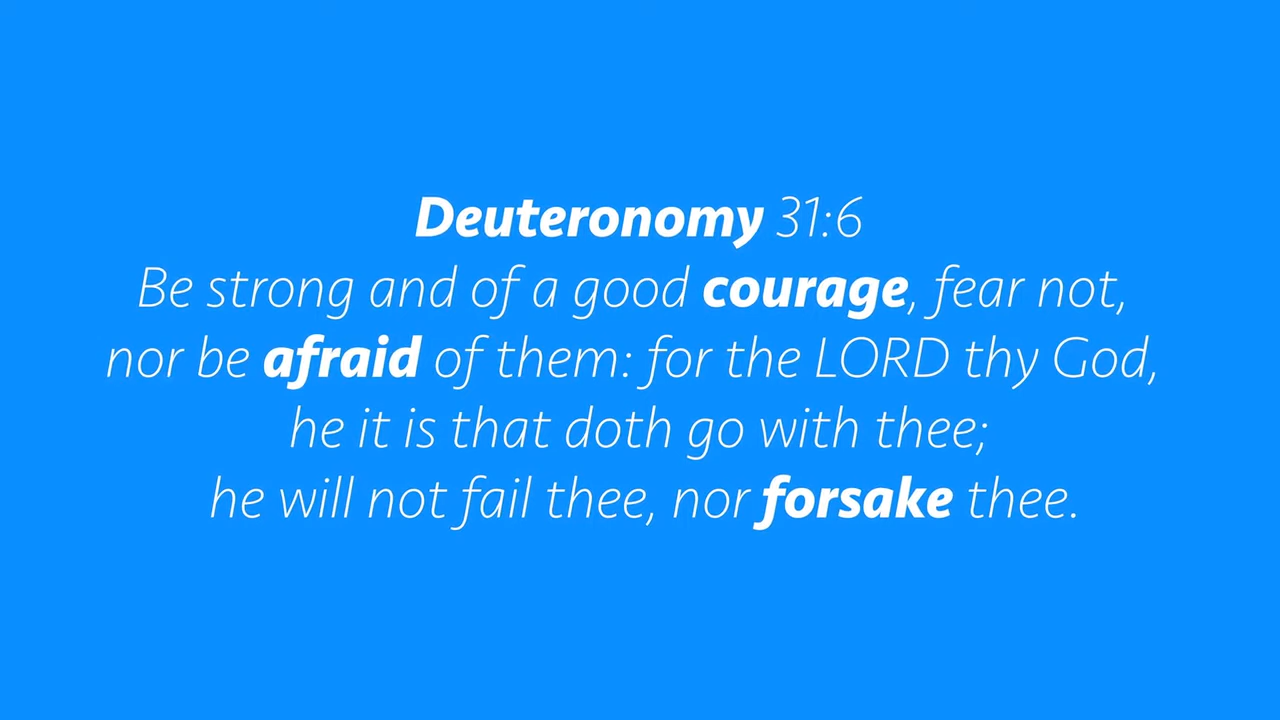 Deuteronomy 31:6
Be strong and of a good courage, fear not,
nor be afraid of them: for the LORD thy God,
he it is that doth go with thee;
he will not fail thee, nor forsake thee.